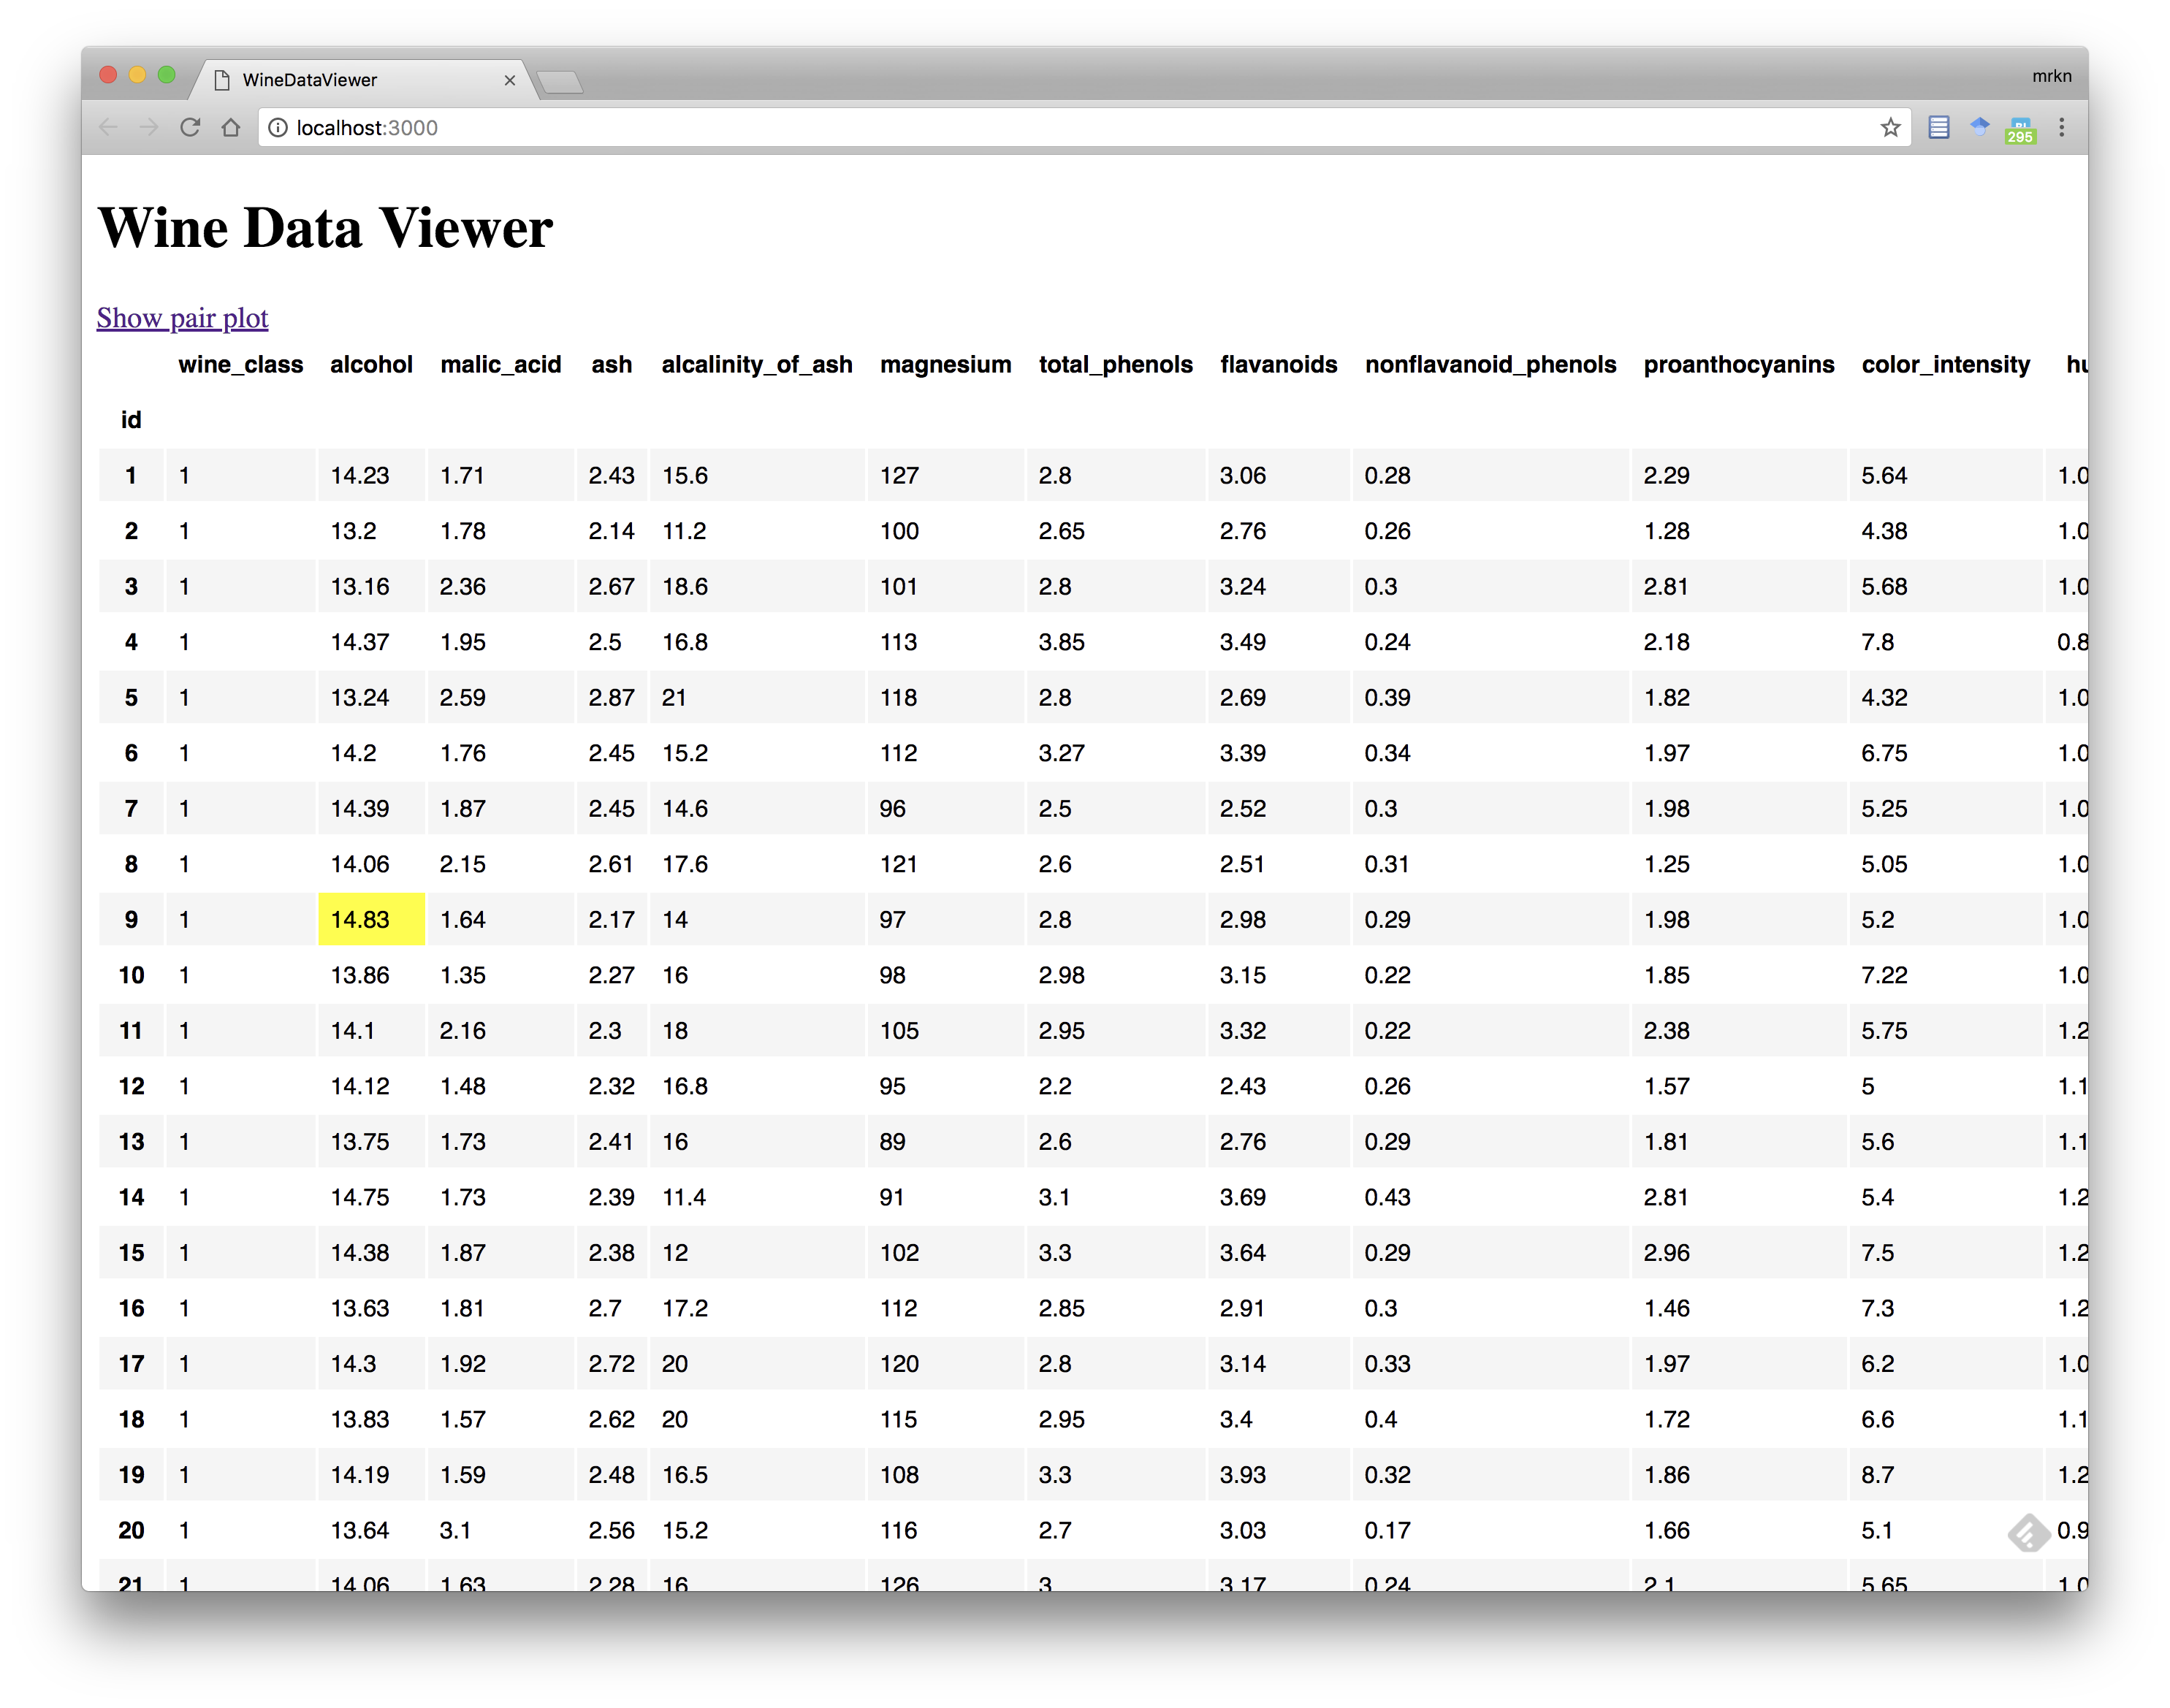 WineDataViewer
mrkn
localhost:3000
295
Wine Data Viewer
Show pair plot
wine_class alcohol malic_acid ash alcalinity_of_ash magnesium total_phenols flavanoids nonflavanoid_phenols proanthocyanins color_intensity
id
1 1 14.23 1.71 2.43 15.6 127 2.8 3.06 0.28 2.29 5.64 1.0
2 1 13.2 1.78 2.14 11.2 100 2.65 2.76 0.26 1.28 4.38 1.0
3 1 13.16 2.36 2.67 18.6 101 2.8 3.24 0.3 2.81 5.68 1.0
4 1 14.37 1.95 2.5 16.8 113 3.85 3.49 0.24 2.18 7.8 0.8
5 1 13.24 2.59 2.87 21 118 2.8 2.69 0.39 1.82 4.32 1.0
6 1 14.2 1.76 2.45 15.2 112 3.27 3.39 0.34 1.97 6.75 1.0
7 1 14.39 1.87 2.45 14.6 96 2.5 2.52 0.3 1.98 5.25 1.0
8 1 14.06 2.15 2.61 17.6 121 2.6 2.51 0.31 1.25 5.05 1.0
9 1 14.83 1.64 2.17 14 97 2.8 2.98 0.29 1.98 5.2 1.0
10 1 13.86 1.35 2.27 16 98 2.98 3.15 0.22 1.85 7.22 1.0
11 1 14.1 2.16 2.3 18 105 2.95 3.32 0.22 2.38 5.75 1.2
12 1 14.12 1.48 2.32 16.8 95 2.2 2.43 0.26 1.57 5 1.1
13 1 13.75 1.73 2.41 16 89 2.6 2.76 0.29 1.81 5.6 1.1
14 1 14.75 1.73 2.39 11.4 91 3.1 3.69 0.43 2.81 5.4 1.2
15 1 14.38 1.87 2.38 12 102 3.3 3.64 0.29 2.96 7.5 1.2
16 1 13.63 1.81 2.7 17.2 112 2.85 2.91 0.3 1.46 7.3 1.2
17 1 14.3 1.92 2.72 20 120 2.8 3.14 0.33 1.97 6.2 1.0
18 1 13.83 1.57 2.62 20 115 2.95 3.4 0.4 1.72 6.6 1.1
19 1 14.19 1.59 2.48 16.5 108 3.3 3.93 0.32 1.86 8.7 1.2
20 1 13.64 3.1 2.56 15.2 116 2.7 3.03 0.17 1.66 5.1 0.9
21 1 14.06 1.63 2.28 16 126 3 3.17 0.24 2.1 5.65 1.0